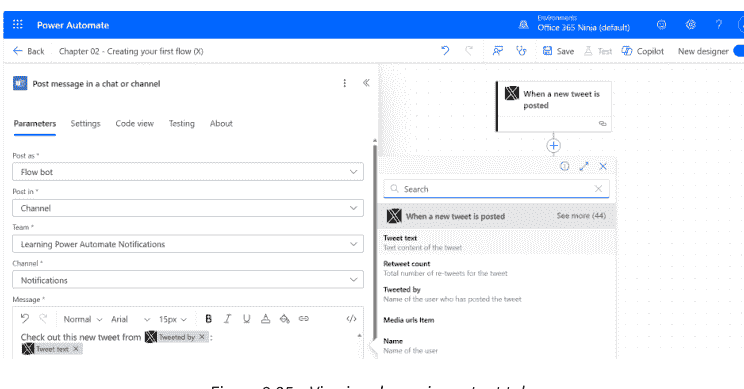 Power Automate
Environments
Office 365 Ninja (default)
?
Back Chapter 02 - Creating your first flow (X)
Save Test Copilot New designer
Post message in a chat or channel
When a new tweet is
posted
Parameters Settings Code view Testing About
Post as *
Flow bot
Post in *
Channel
Team *
Learning Power Automate Notifications
Channel *
Notifications
Message *
Normal Arial 15px B I U </>
Check out this new tweet from Tweeted by × :
Tweet text ×
Search
When a new tweet is posted See more (44)
Tweet text
Text content of the tweet
Retweet count
Total number of re-tweets for the tweet
Tweeted by
Name of the user who has posted the tweet
Media urls Item
Name
Name of the user